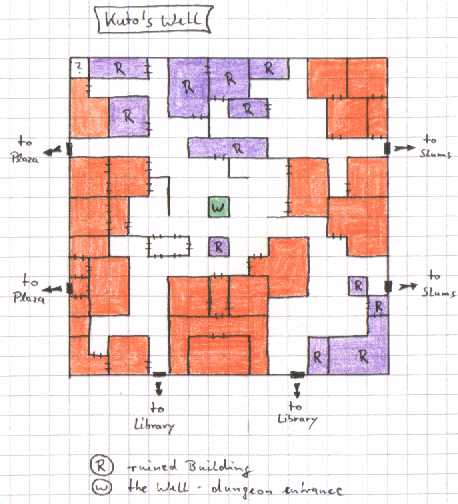 Kuto's Well
?
R
R
R
R
R
R
R
to
Plaza
to
Slums
W
R
to
Plaza
to
Slums
R
R
R
R
to
Library
to
Library
R ruined Building
W the Well - dungeon entrance